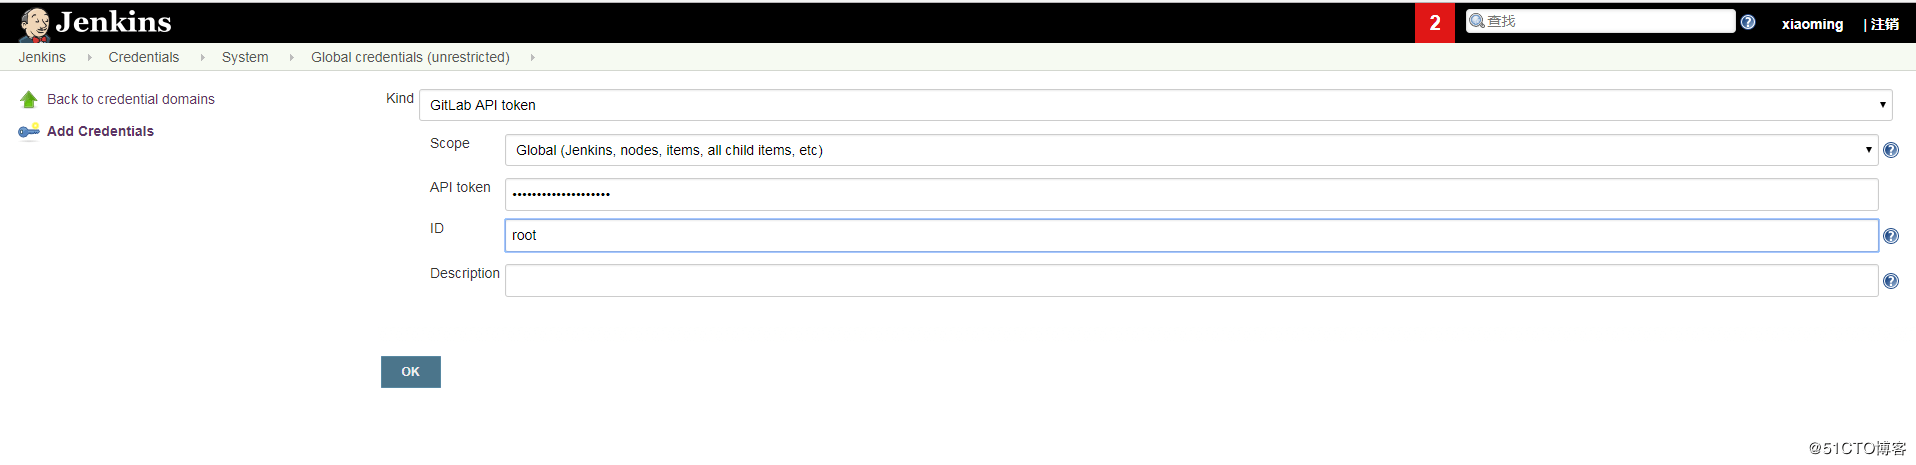 Jenkins
2
查找
xiaoming
| 注销
Jenkins Credentials System Global credentials (unrestricted)
Back to credential domains
Add Credentials
Kind GitLab API token
Scope Global (Jenkins, nodes, items, all child items, etc)
API token ••••••••••••••••••••
ID root
Description
OK
@51CTO博客